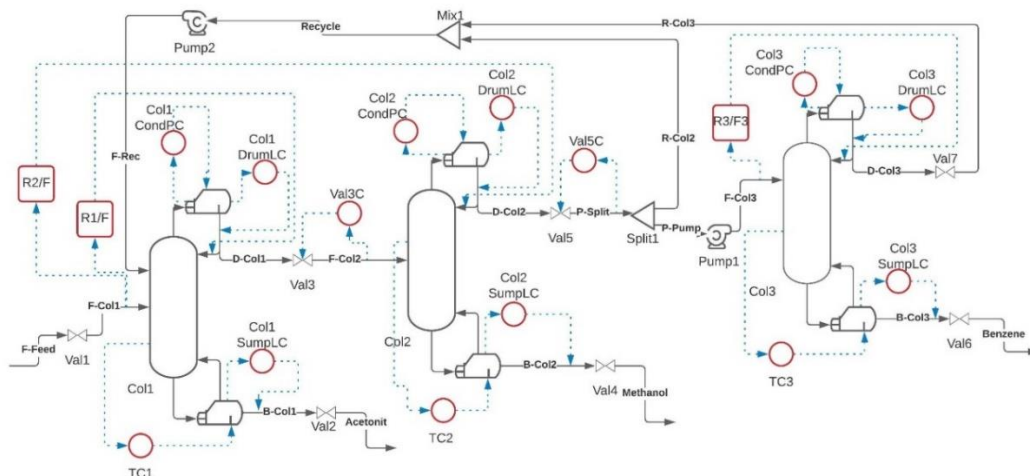 Mix1
R-Col3
Recycle
Pump2
Col1
CondPC
Col2
CondPC
Col2
DrumLC
Col3
CondPC
Col3
DrumLC
F-Rec
Col1
DrumLC
Val5C
R-Col2
R3/F3
R2/F
R1/F
Val3C
D-Col3
Val7
F-Col3
D-Col2
P-Split
Val5
Split1
P-Pump
Pump1
D-Col1
F-Col2
Val3
F-Col1
F-Feed
Val1
Col1
Col1
SumpLC
Col2
Col2
SumpLC
Col3
Col3
SumpLC
B-Col3
Val6
Benzene
TC3
B-Col2
Val4
Methanol
B-Col1
Val2
Acetonit
TC1
TC2